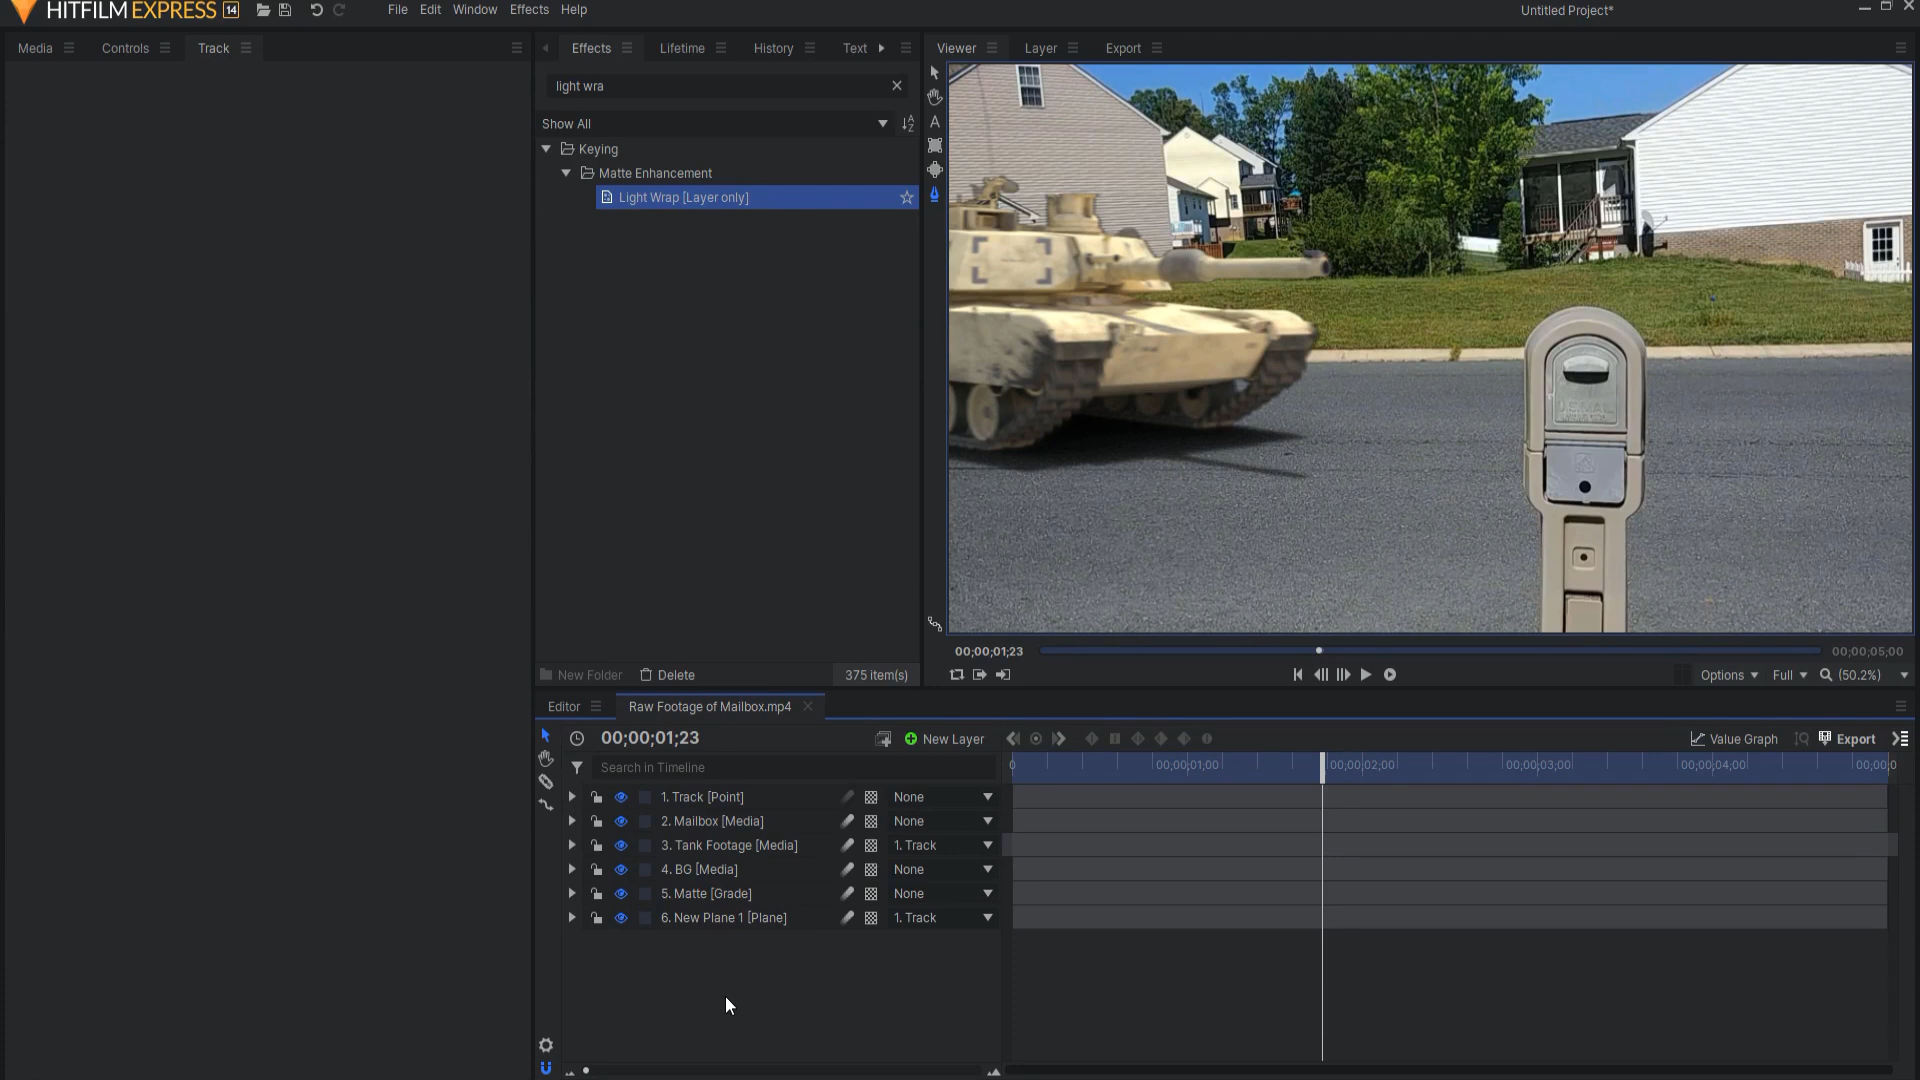 HITFILM EXPRESS 14 File Edit Window Effects Help Untitled Project*
Media Controls Track
Effects Lifetime History Text
light wra
Show All
Keying
Matte Enhancement
Light Wrap [Layer only]
New Folder Delete 375 item(s)
Viewer Layer Export
00;00;01;23 00;00;05;00
Options Full (50.2%)
Editor Raw Footage of Mailbox.mp4
00;00;01;23 New Layer Value Graph Export
Search in Timeline
0 00;00;01;00 00;00;02;00 00;00;03;00 00;00;04;00 00;00;0
1. Track [Point] None
2. Mailbox [Media] None
3. Tank Footage [Media] 1. Track
4. BG [Media] None
5. Matte [Grade] None
6. New Plane 1 [Plane] 1. Track